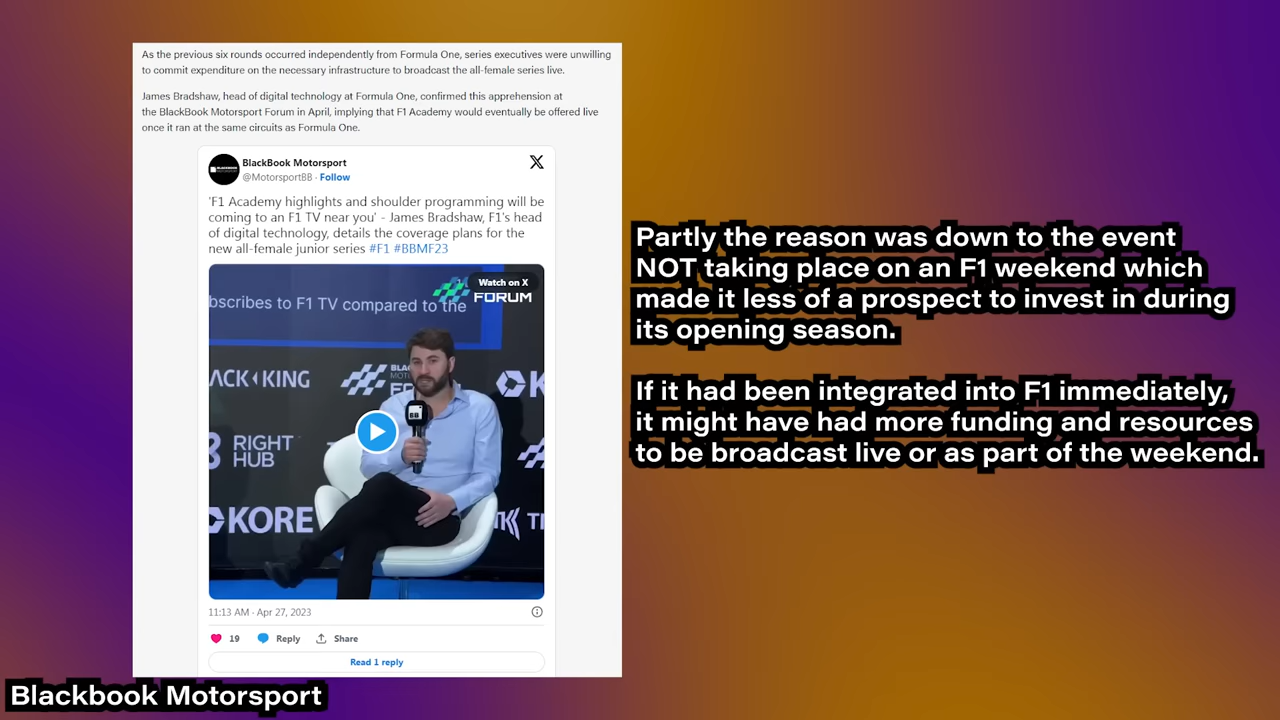 As the previous six rounds occurred independently from Formula One, series executives were unwilling
to commit expenditure on the necessary infrastructure to broadcast the all-female series live.
James Bradshaw, head of digital technology at Formula One, confirmed this apprehension at
the BlackBook Motorsport Forum in April, implying that F1 Academy would eventually be offered live
once it ran at the same circuits as Formula One.
BlackBook Motorsport
@MotorsportBB · Follow
'F1 Academy highlights and shoulder programming will be
coming to an F1 TV near you' - James Bradshaw, F1's head
of digital technology, details the coverage plans for the
new all-female junior series #F1 #BBMF23
Watch on X
FORUM
bscribes to F1 TV compared to the
ACK KING
RIGHT
HUB
KORE
11:13 AM · Apr 27, 2023
19 Reply Share
Read 1 reply
Partly the reason was down to the event
NOT taking place on an F1 weekend which
made it less of a prospect to invest in during
its opening season.
If it had been integrated into F1 immediately,
it might have had more funding and resources
to be broadcast live or as part of the weekend.
Blackbook Motorsport